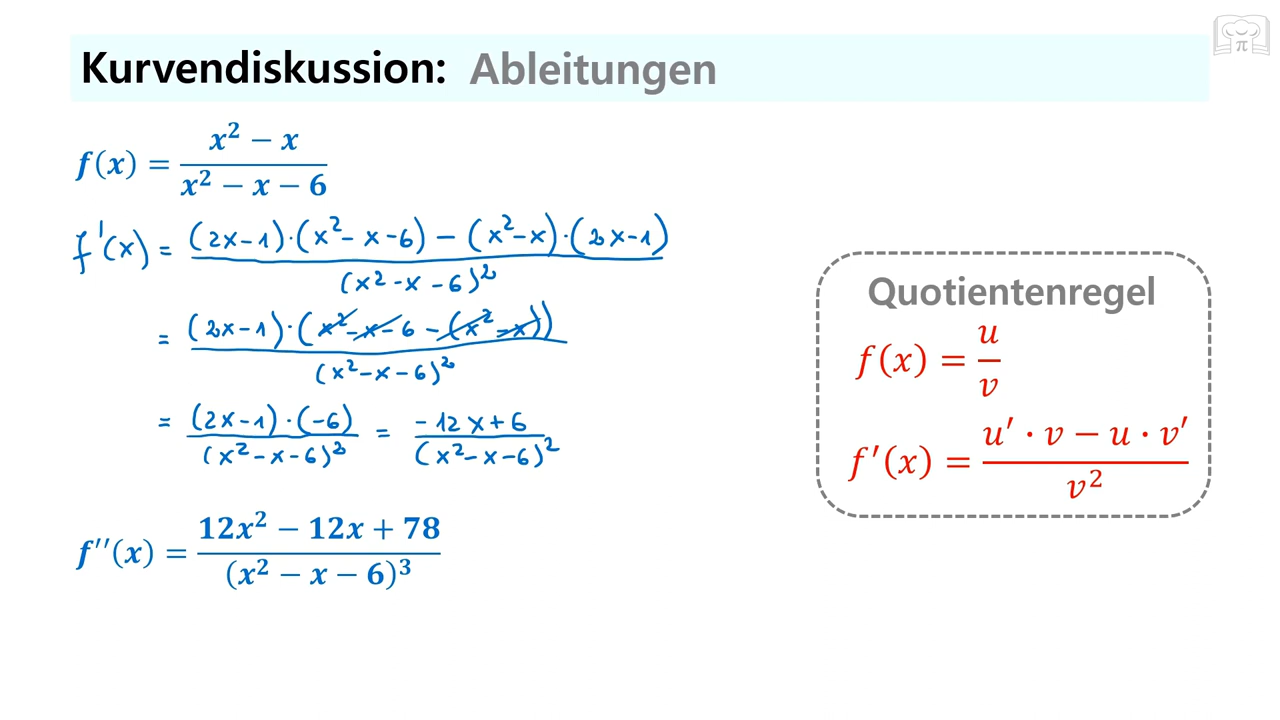 Kurvendiskussion: Ableitungen
f(x) = (x² − x) / (x² − x − 6)
f'(x) = ((2x−1)·(x²−x−6) − (x²−x)·(2x−1)) / (x²−x−6)²
= ((2x−1)·(x²−x−6−(x²−x))) / (x²−x−6)²
= ((2x−1)·(−6)) / (x²−x−6)² = (−12x+6) / (x²−x−6)²
f''(x) = (12x² − 12x + 78) / (x² − x − 6)³
Quotientenregel
f(x) = u / v
f'(x) = (u' · v − u · v') / v²
π